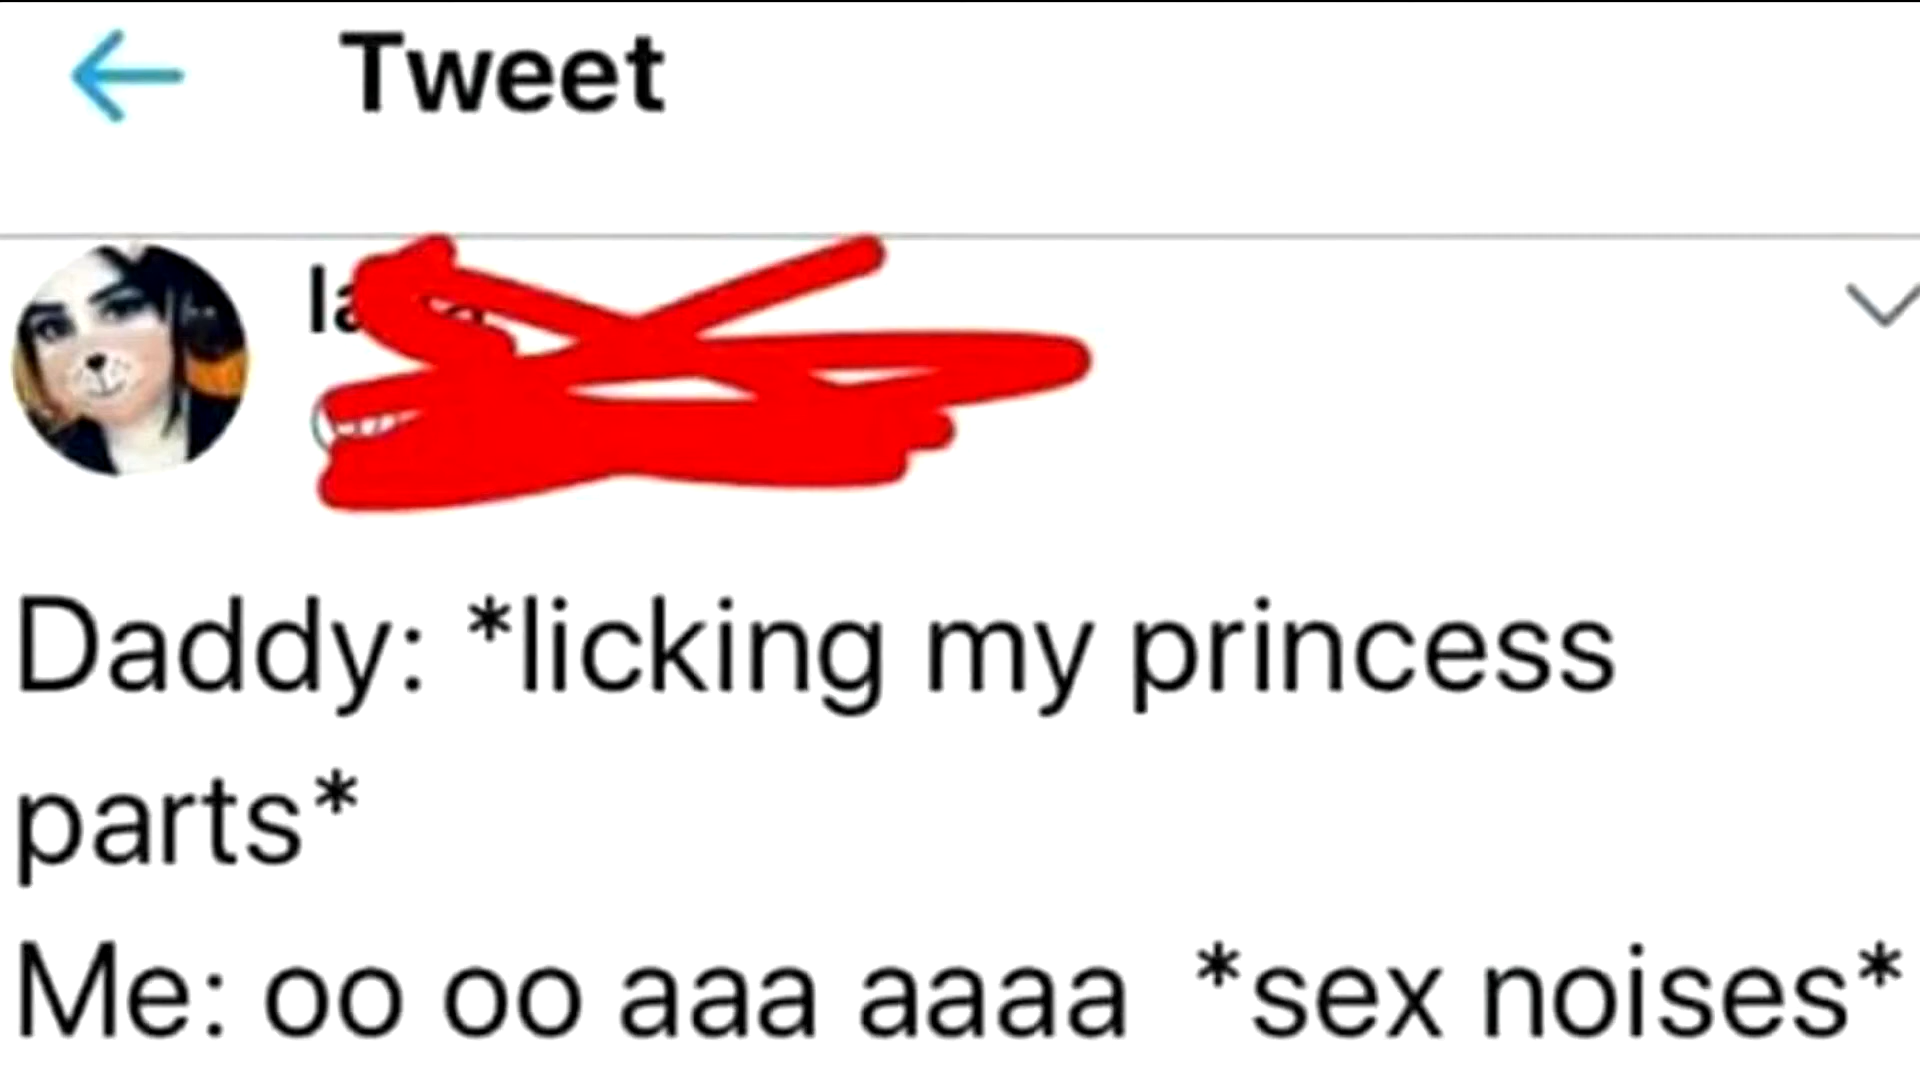 Tweet
Daddy: *licking my princess
parts*
Me: oo oo aaa aaaa *sex noises*